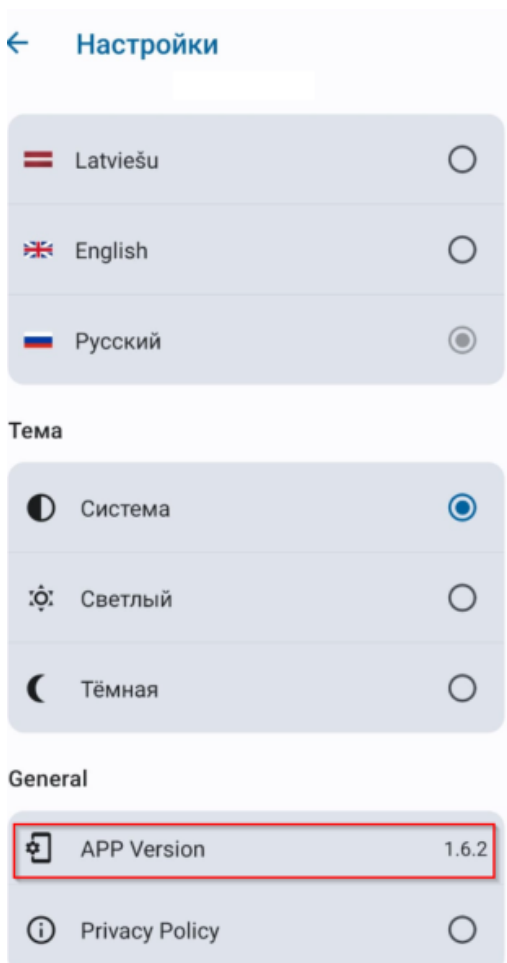 Настройки
Latviešu
English
Русский
Тема
Система
Светлый
Тёмная
General
APP Version 1.6.2
Privacy Policy